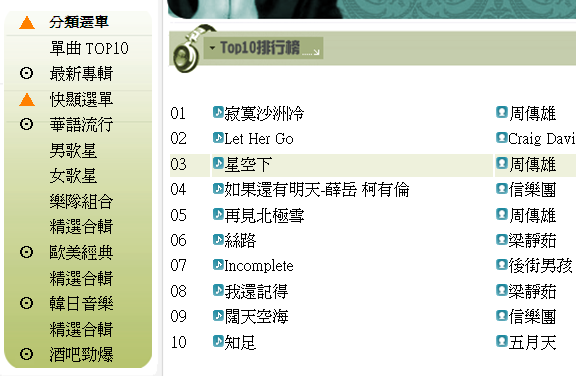 分類選單
單曲 TOP10
最新專輯
快顯選單
華語流行
男歌星
女歌星
樂隊組合
精選合輯
歐美經典
精選合輯
韓日音樂
精選合輯
酒吧勁爆
Top10排行榜
01 寂寞沙洲冷 周傳雄
02 Let Her Go Craig Davi
03 星空下 周傳雄
04 如果還有明天-薛岳 柯有倫 信樂團
05 再見北極雪 周傳雄
06 絲路 梁靜茹
07 Incomplete 後街男孩
08 我還記得 梁靜茹
09 闊天空海 信樂團
10 知足 五月天